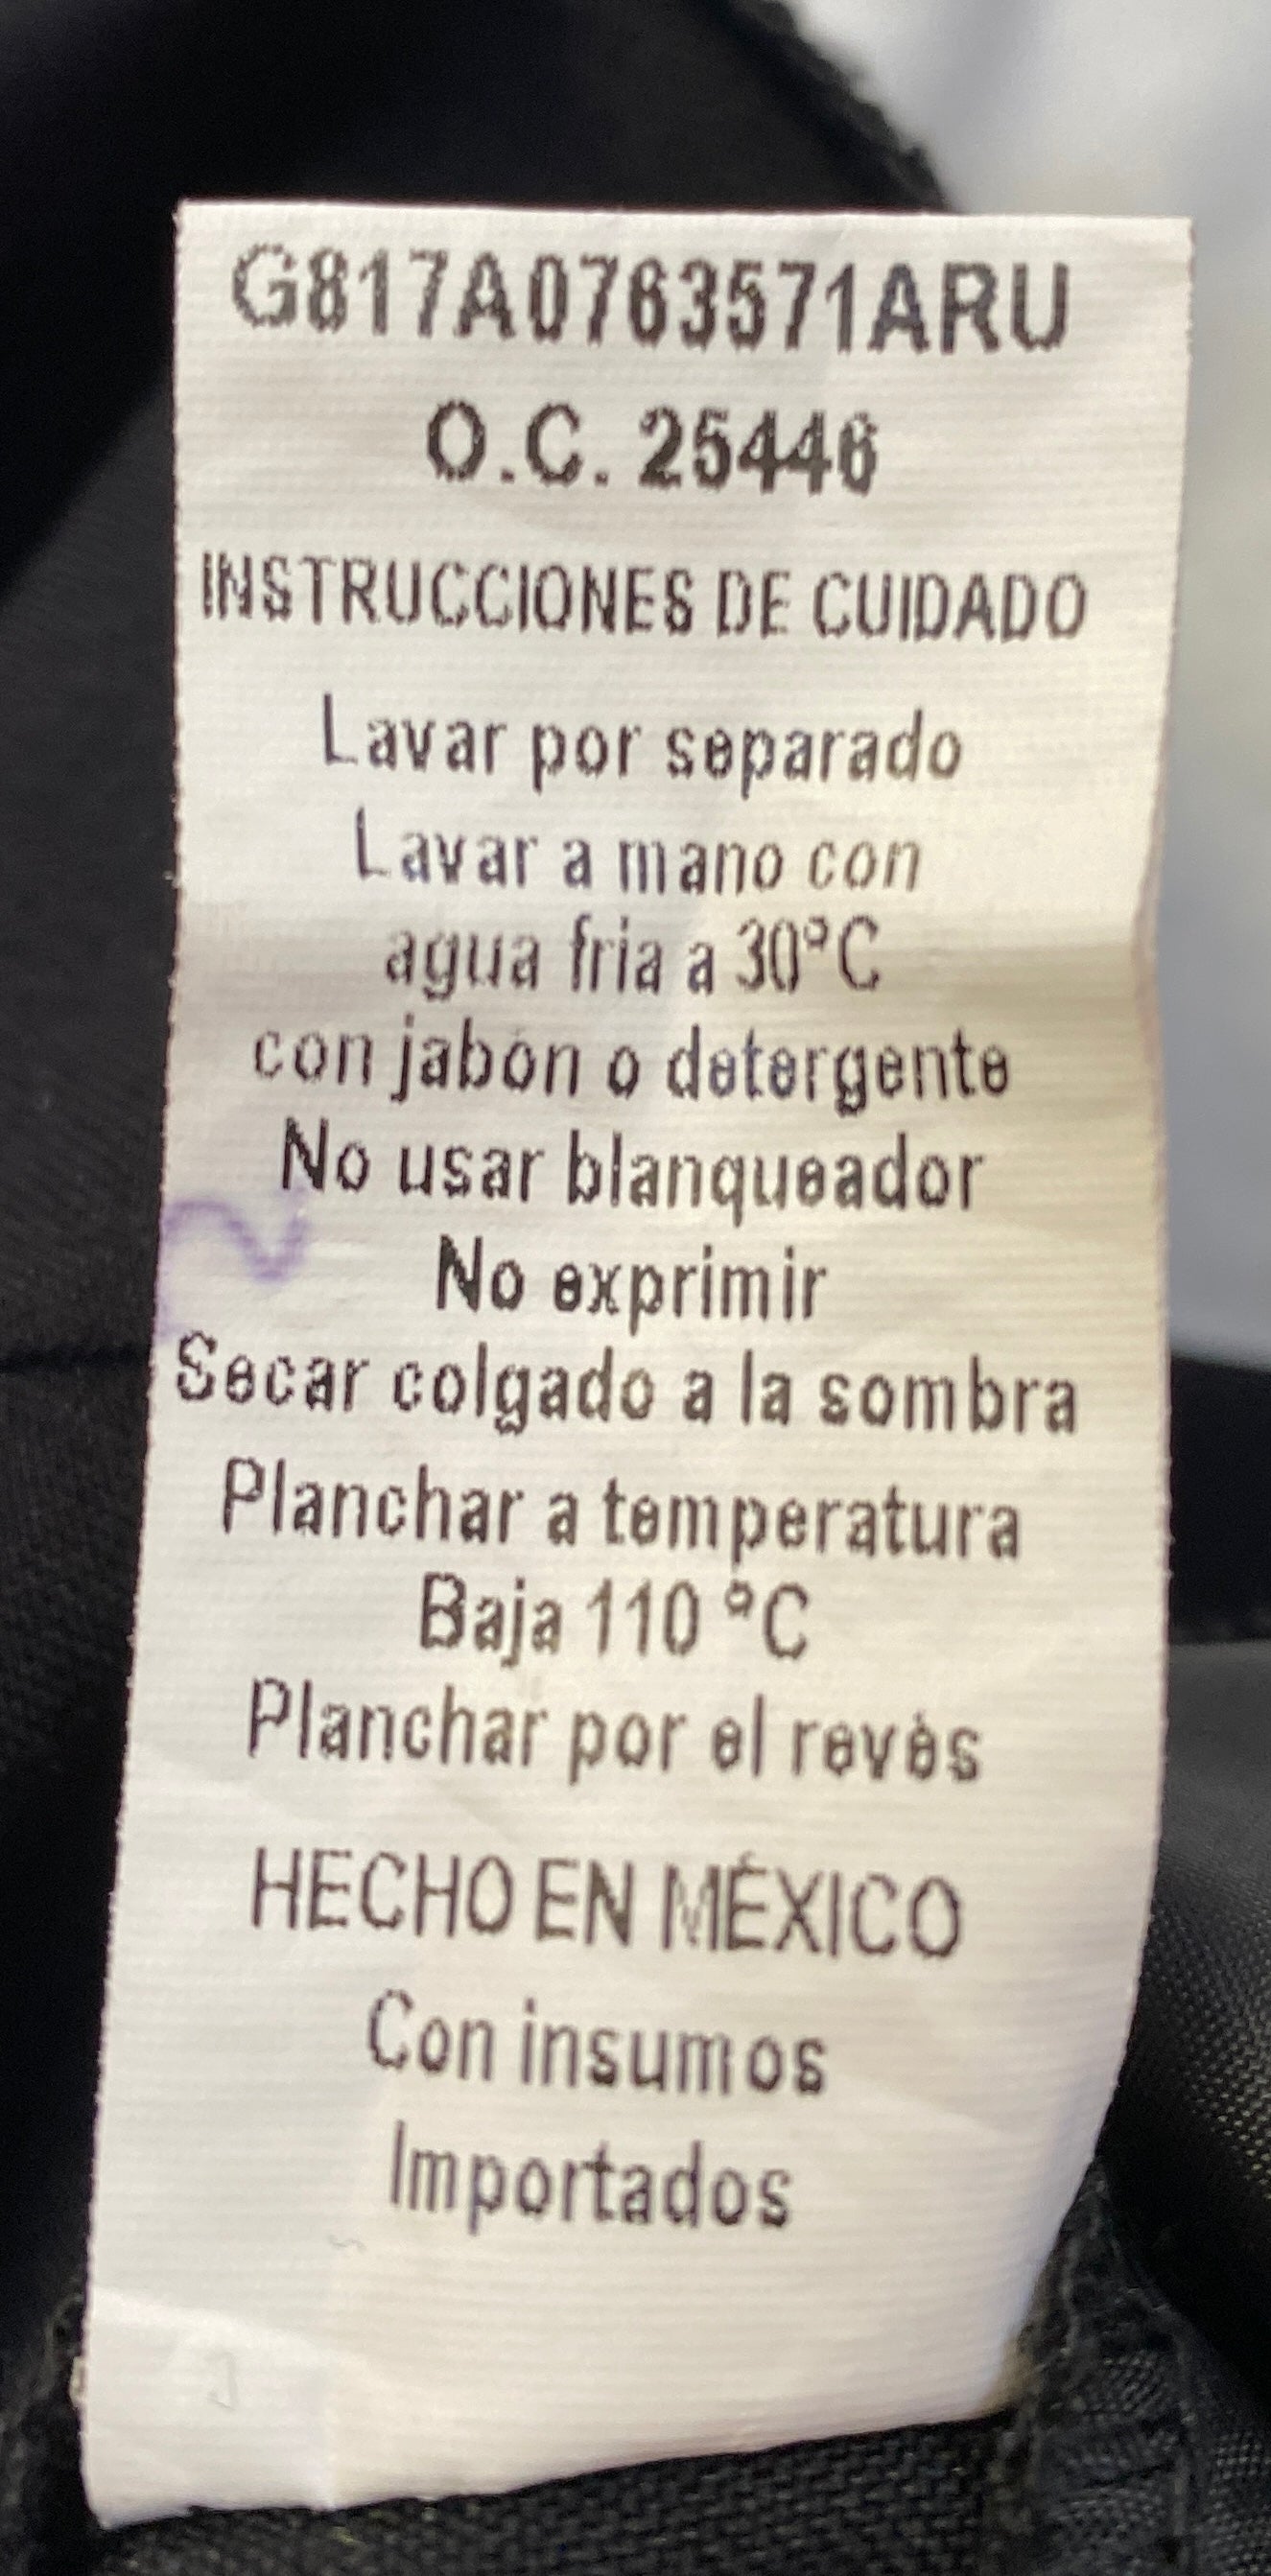 G817A0763571ARU
O.C. 25446
INSTRUCCIONES DE CUIDADO
Lavar por separado
Lavar a mano con
agua fria a 30°C
con jabón o detergente
No usar blanqueador
No exprimir
Secar colgado a la sombra
Planchar a temperatura
Baja 110 °C
Planchar por el revés
HECHO EN MÉXICO
Con insumos
Importados